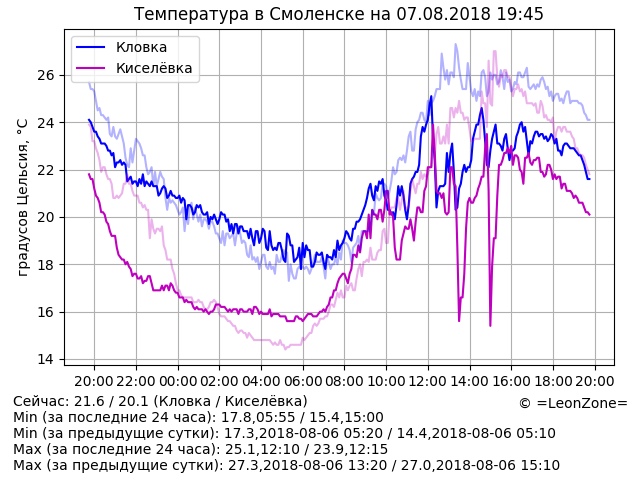 Температура в Смоленске на 07.08.2018 19:45
Кловка
Киселёвка
градусов Цельсия, °C
26
24
22
20
18
16
14
20:00 22:00 00:00 02:00 04:00 06:00 08:00 10:00 12:00 14:00 16:00 18:00 20:00
Сейчас: 21.6 / 20.1 (Кловка / Киселёвка)
© =LeonZone=
Min (за последние 24 часа): 17.8,05:55 / 15.4,15:00
Min (за предыдущие сутки): 17.3,2018-08-06 05:20 / 14.4,2018-08-06 05:10
Max (за последние 24 часа): 25.1,12:10 / 23.9,12:15
Max (за предыдущие сутки): 27.3,2018-08-06 13:20 / 27.0,2018-08-06 15:10